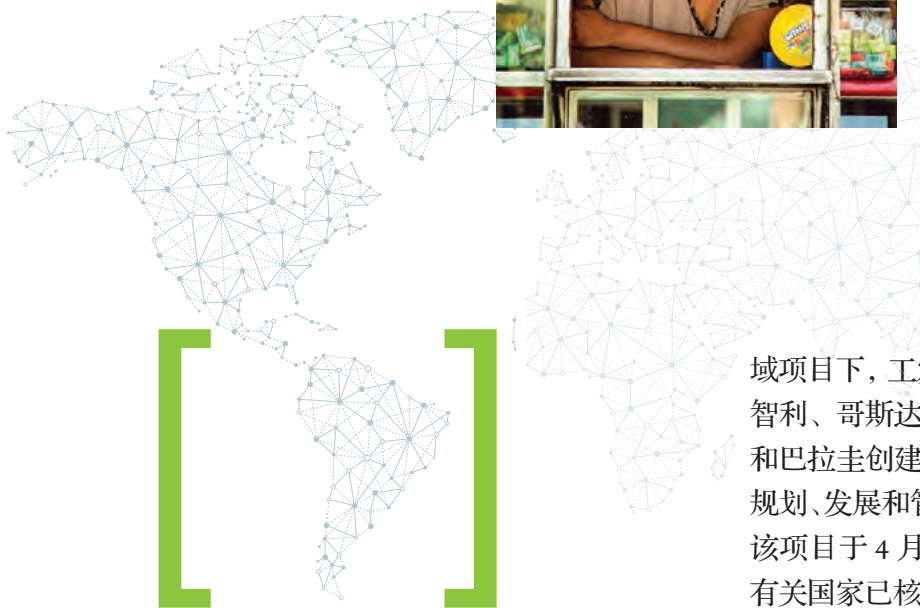 域项目下，工
智利、哥斯达
和巴拉圭创建
规划、发展和
该项目于 4 月
有关国家已核